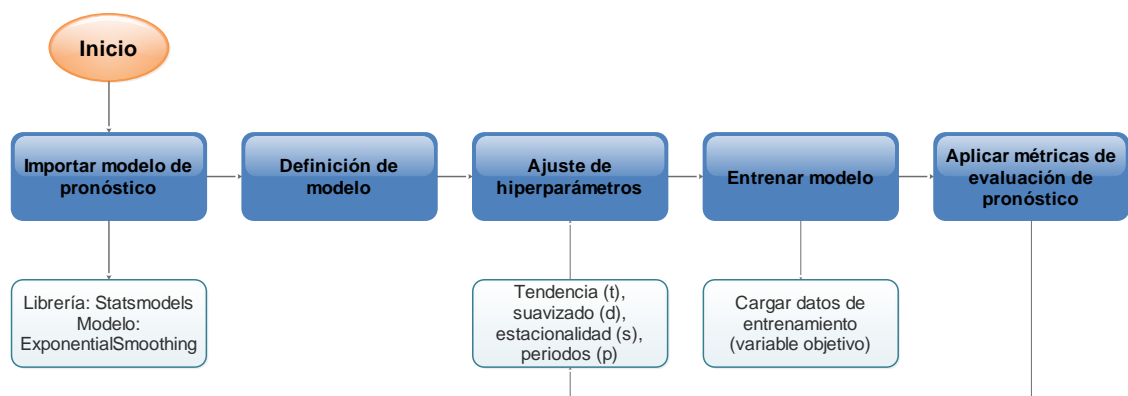 Inicio
Importar modelo de
pronóstico
Definición de
modelo
Ajuste de
hiperparámetros
Entrenar modelo
Aplicar métricas de
evaluación de
pronóstico
Librería: Statsmodels
Modelo:
ExponentialSmoothing
Tendencia (t),
suavizado (d),
estacionalidad (s),
periodos (p)
Cargar datos de
entrenamiento
(variable objetivo)